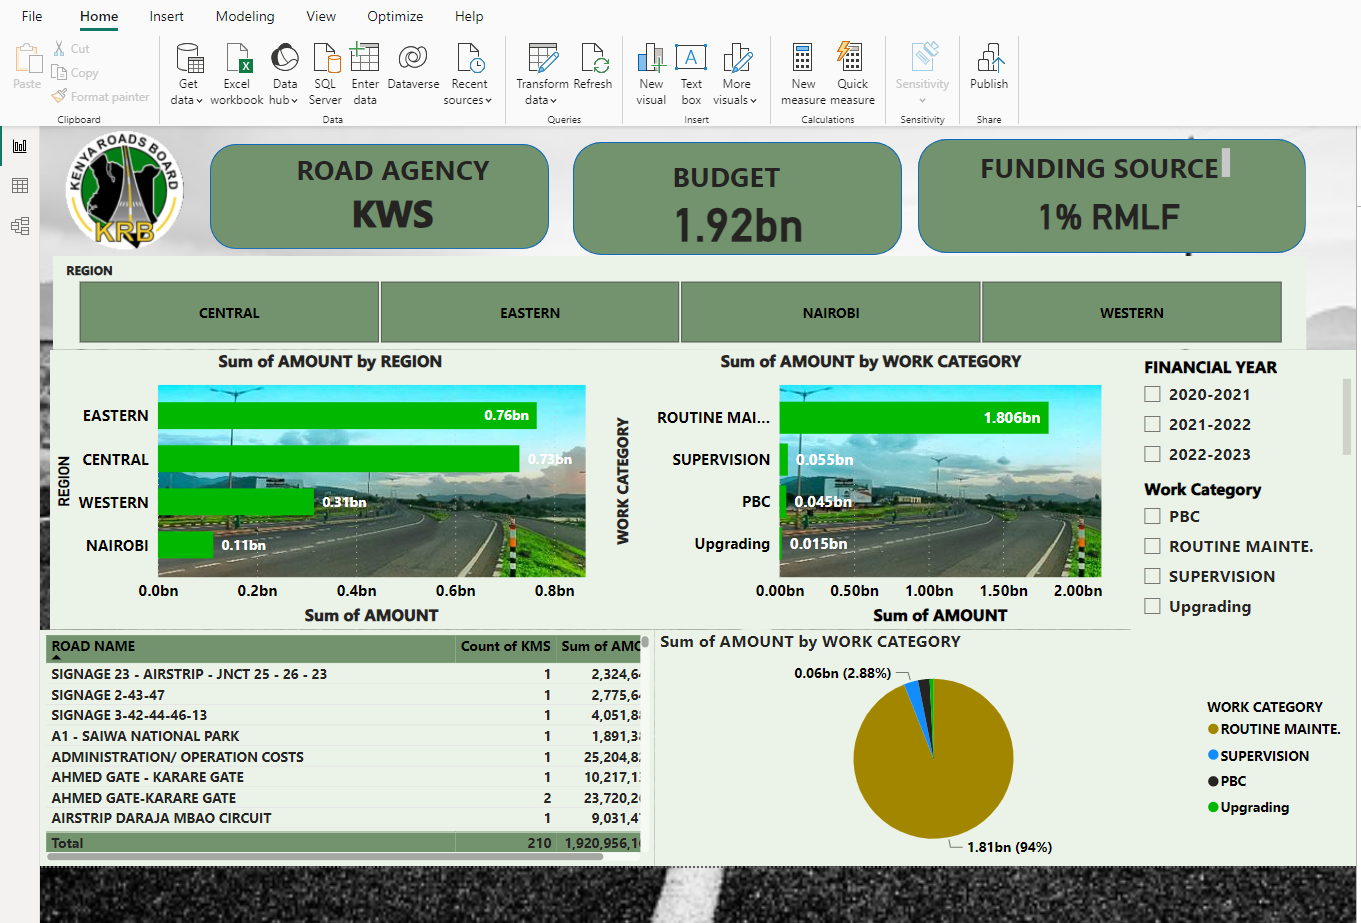 File Home Insert Modeling View Optimize Help
Paste
Cut
Copy
Format painter
Clipboard
Get data
Excel workbook
Data hub
SQL Server
Enter data
Dataverse
Recent sources
Data
Transform data
Refresh
Queries
New visual
Text box
More visuals
Insert
New measure
Quick measure
Calculations
Sensitivity
Sensitivity
Publish
Share
KENYA ROADS BOARD
KRB
ROAD AGENCY
KWS
BUDGET
1.92bn
FUNDING SOURCE
1% RMLF
REGION
CENTRAL EASTERN NAIROBI WESTERN
Sum of AMOUNT by REGION
REGION
EASTERN 0.76bn
CENTRAL 0.73bn
WESTERN 0.31bn
NAIROBI 0.11bn
0.0bn 0.2bn 0.4bn 0.6bn 0.8bn
Sum of AMOUNT
Sum of AMOUNT by WORK CATEGORY
WORK CATEGORY
ROUTINE MAI... 1.806bn
SUPERVISION 0.055bn
PBC 0.045bn
Upgrading 0.015bn
0.00bn 0.50bn 1.00bn 1.50bn 2.00bn
Sum of AMOUNT
FINANCIAL YEAR
2020-2021
2021-2022
2022-2023
Work Category
PBC
ROUTINE MAINTE.
SUPERVISION
Upgrading
ROAD NAME Count of KMS Sum of AMO
SIGNAGE 23 - AIRSTRIP - JNCT 25 - 26 - 23 1 2,324,64
SIGNAGE 2-43-47 1 2,775,64
SIGNAGE 3-42-44-46-13 1 4,051,88
A1 - SAIWA NATIONAL PARK 1 1,891,38
ADMINISTRATION/ OPERATION COSTS 1 25,204,82
AHMED GATE - KARARE GATE 1 10,217,13
AHMED GATE-KARARE GATE 2 23,720,20
AIRSTRIP DARAJA MBAO CIRCUIT 1 9,031,47
Total 210 1,920,956,10
Sum of AMOUNT by WORK CATEGORY
0.06bn (2.88%)
1.81bn (94%)
WORK CATEGORY
ROUTINE MAINTE.
SUPERVISION
PBC
Upgrading